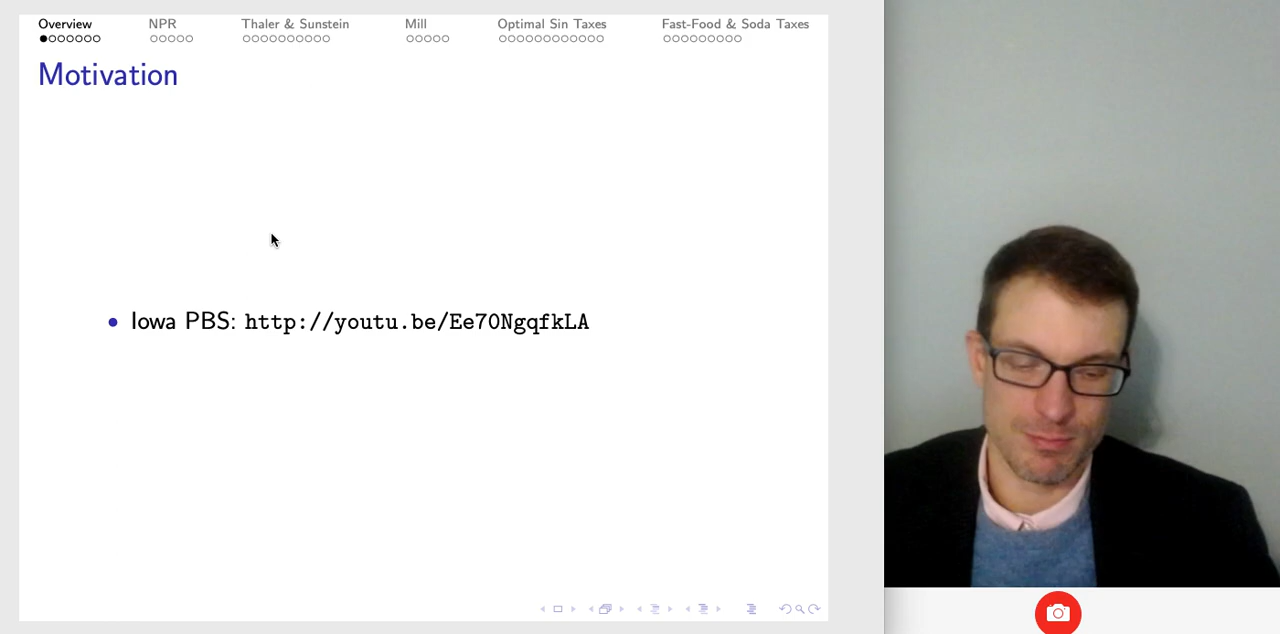 Overview NPR Thaler & Sunstein Mill Optimal Sin Taxes Fast-Food & Soda Taxes
Motivation
• Iowa PBS: http://youtu.be/Ee70NgqfkLA